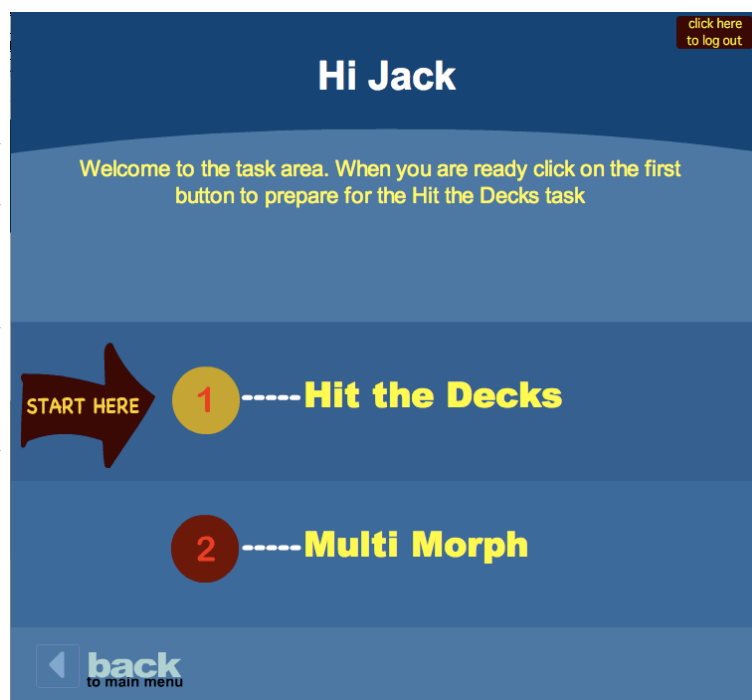 click here
to log out
Hi Jack
Welcome to the task area. When you are ready click on the first
button to prepare for the Hit the Decks task
START HERE
1 ----- Hit the Decks
2 ----- Multi Morph
back
to main menu